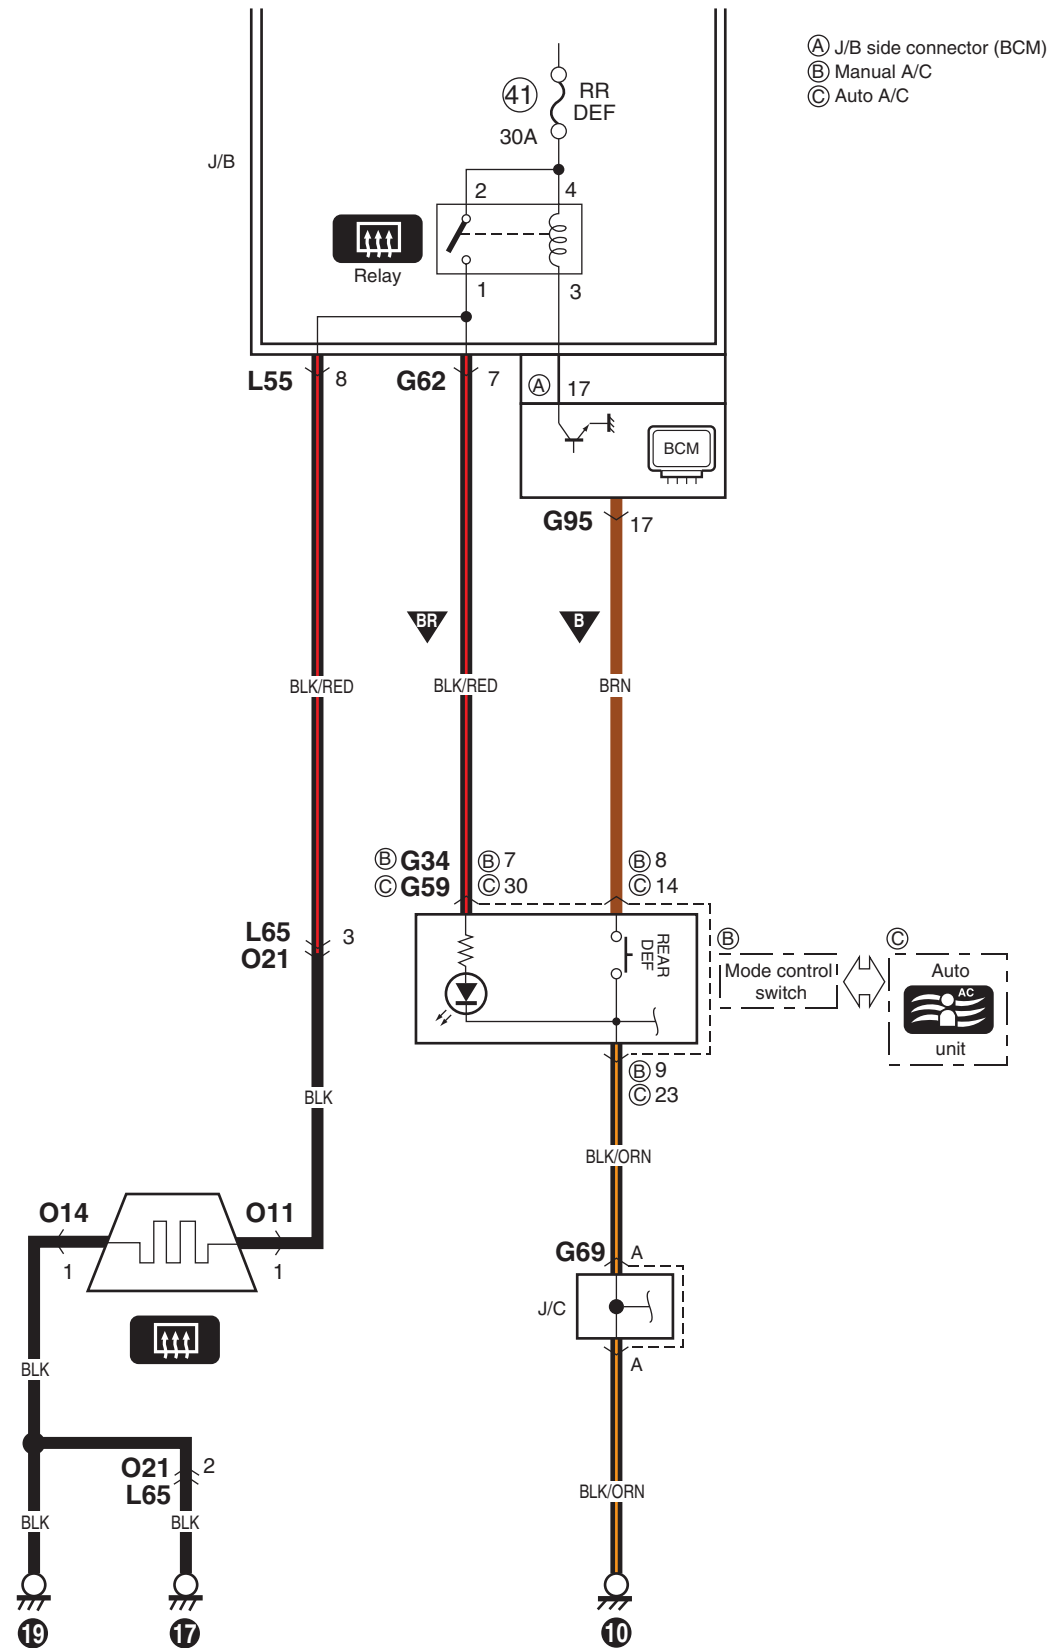 Ⓐ J/B side connector (BCM)
Ⓑ Manual A/C
Ⓒ Auto A/C
41
RR
DEF
30A
J/B
2
4
Relay
1
3
L55
8
G62
7
Ⓐ
17
BCM
G95
17
BR
B
BLK/RED
BLK/RED
BRN
Ⓑ G34
Ⓒ G59
Ⓑ 7
Ⓒ 30
Ⓑ 8
Ⓒ 14
L65
O21
3
REAR
DEF
Ⓑ
Mode control
switch
Ⓒ
Auto
AC
unit
Ⓑ 9
Ⓒ 23
BLK
BLK/ORN
O14
1
O11
1
G69
A
J/C
A
BLK
O21
L65
2
BLK
BLK
BLK/ORN
19
17
10